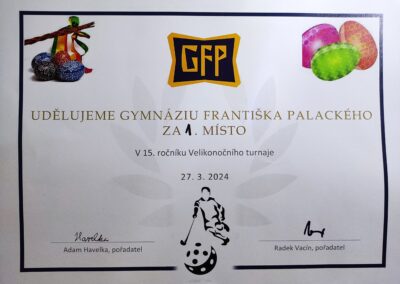 GFP
UDĚLUJEME GYMNÁZIU FRANTIŠKA PALACKÉHO
ZA 1. MÍSTO
V 15. ročníku Velikonočního turnaje
27. 3. 2024
Havelka
Adam Havelka, pořadatel
Radek Vacín, pořadatel